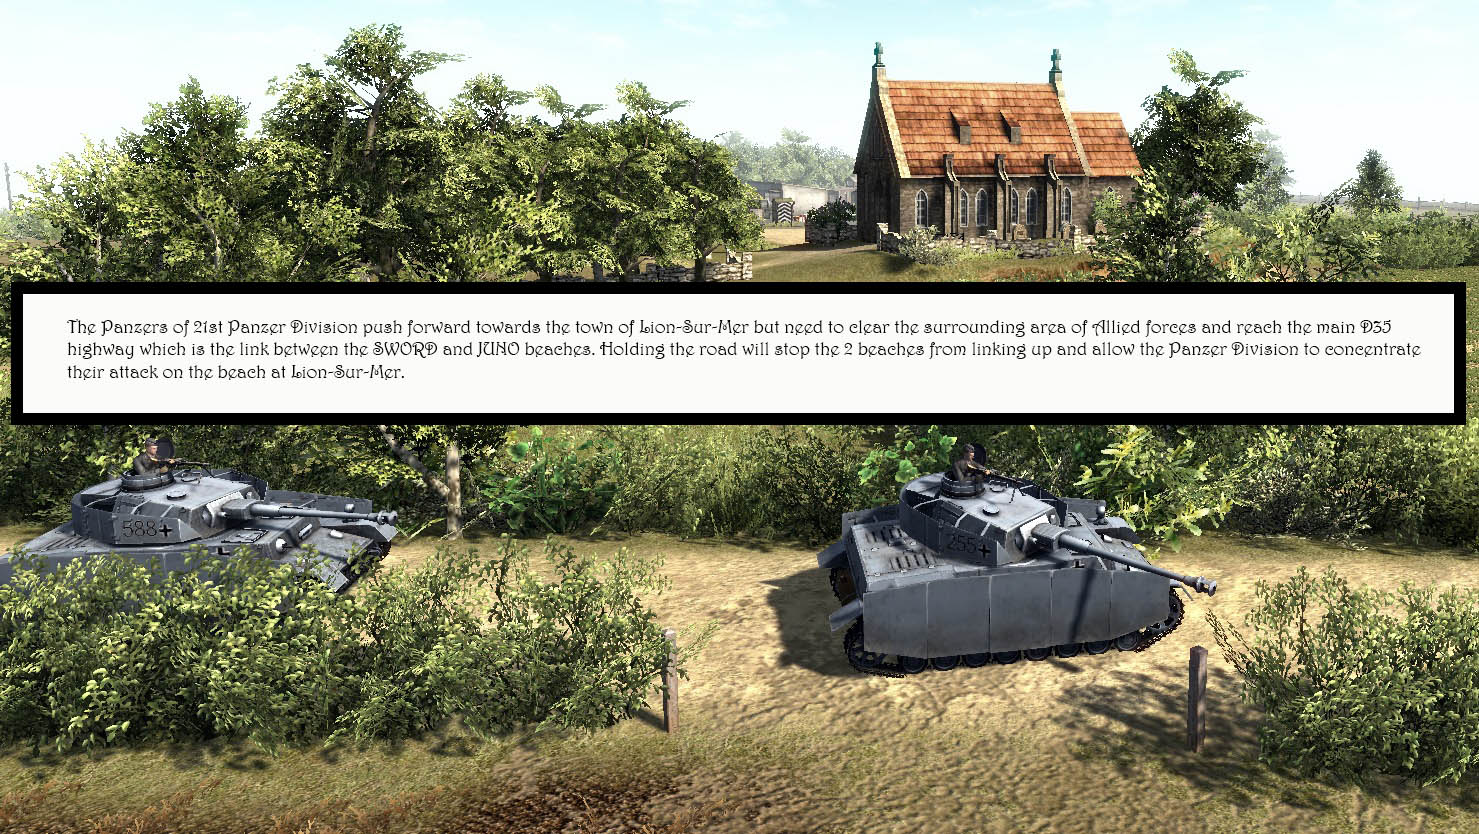 The Panzers of 21st Panzer Division push forward towards the town of Lion-Sur-Mer but need to clear the surrounding area of Allied forces and reach the main D35
highway which is the link between the SWORD and JUNO beaches. Holding the road will stop the 2 beaches from linking up and allow the Panzer Division to concentrate
their attack on the beach at Lion-Sur-Mer.
588
255